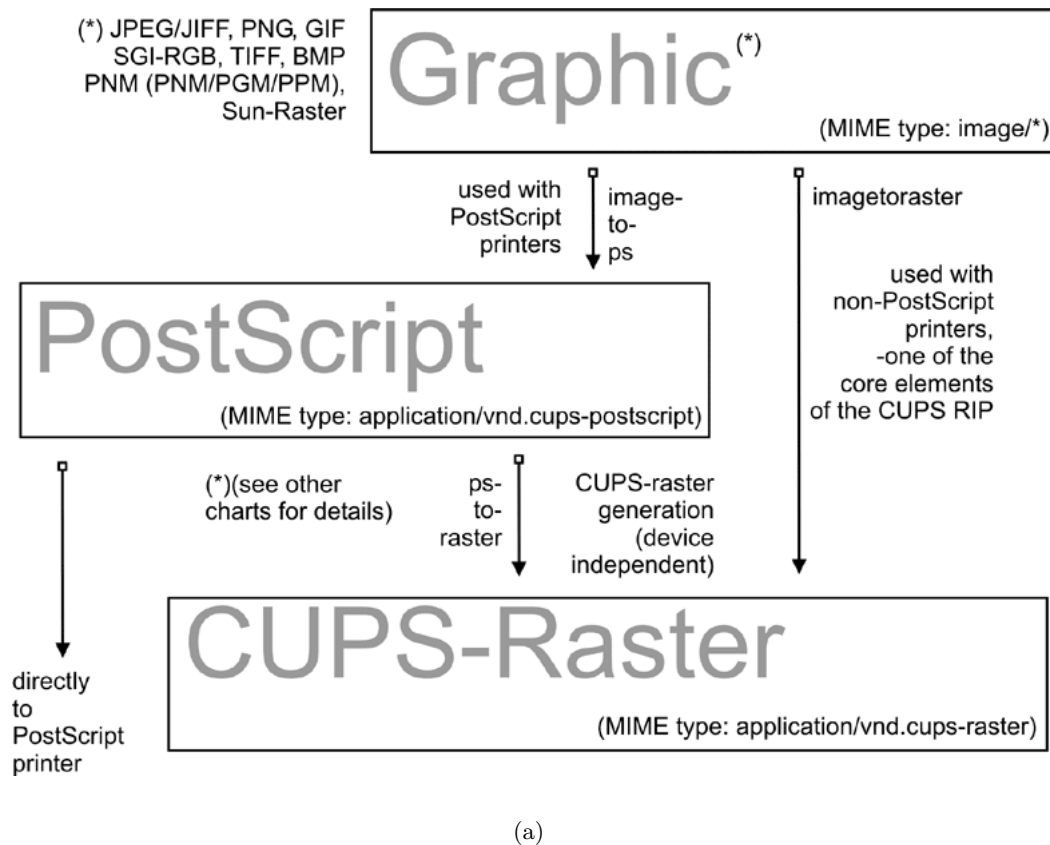 (*) JPEG/JIFF, PNG, GIF
SGI-RGB, TIFF, BMP
PNM (PNM/PGM/PPM),
Sun-Raster
Graphic(*)
(MIME type: image/*)
used with
PostScript
printers
image-
to-
ps
imagetoraster
used with
non-PostScript
printers,
-one of the
core elements
of the CUPS RIP
PostScript
(MIME type: application/vnd.cups-postscript)
(*)(see other
charts for details)
ps-
to-
raster
CUPS-raster
generation
(device
independent)
CUPS-Raster
(MIME type: application/vnd.cups-raster)
directly
to
PostScript
printer
(a)